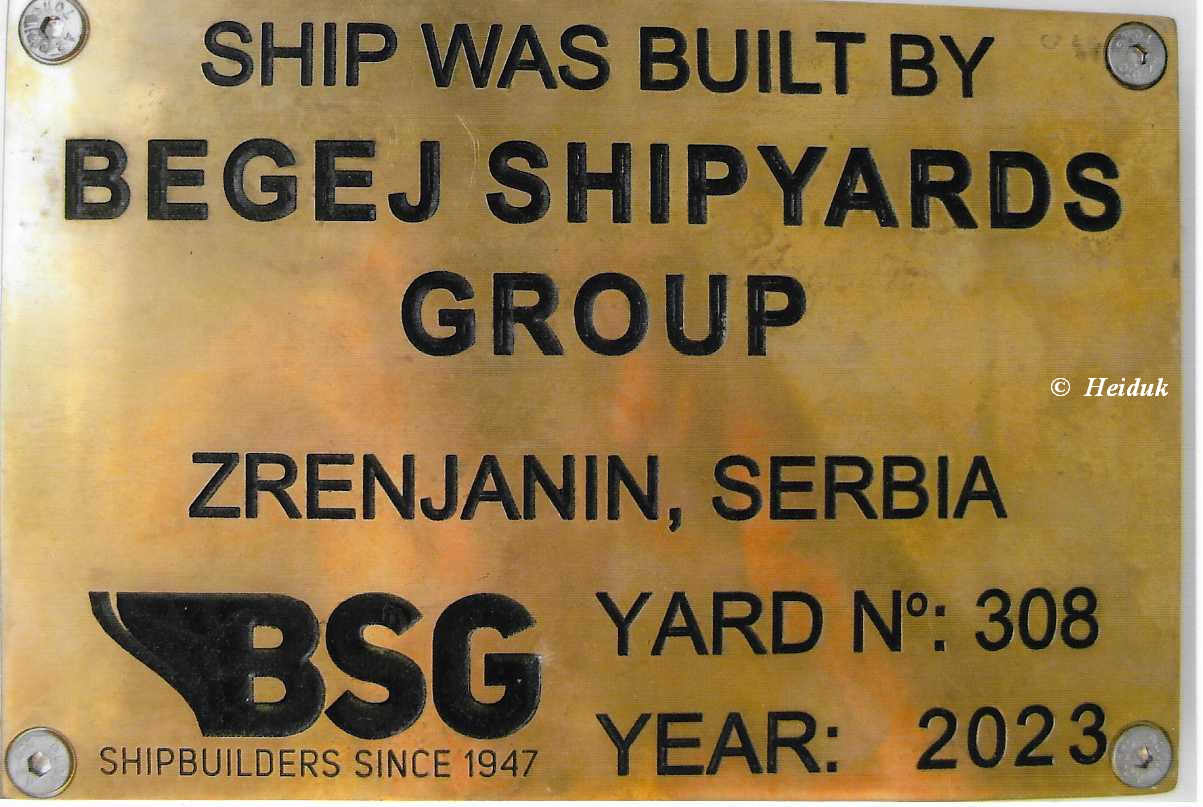 SHIP WAS BUILT BY
BEGEJ SHIPYARDS
GROUP
© Heiduk
ZRENJANIN, SERBIA
BSG
SHIPBUILDERS SINCE 1947
YARD Nº: 308
YEAR: 2023